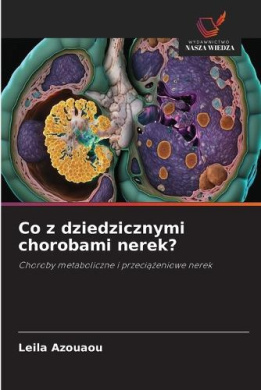 WYDAWNICTWO
NASZA WIEDZA
Co z dziedzicznymi
chorobami nerek?
Choroby metaboliczne i przeciążeniowe nerek
Leila Azouaou